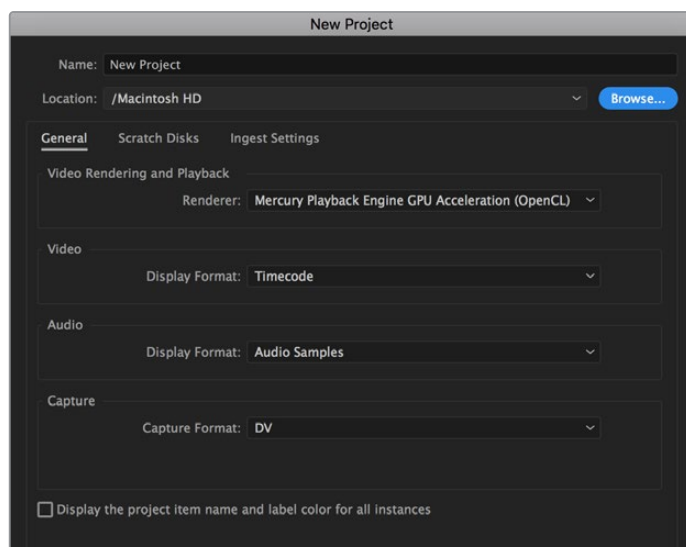 New Project
Name: New Project
Location: /Macintosh HD Browse...
General Scratch Disks Ingest Settings
Video Rendering and Playback
Renderer: Mercury Playback Engine GPU Acceleration (OpenCL)
Video
Display Format: Timecode
Audio
Display Format: Audio Samples
Capture
Capture Format: DV
Display the project item name and label color for all instances